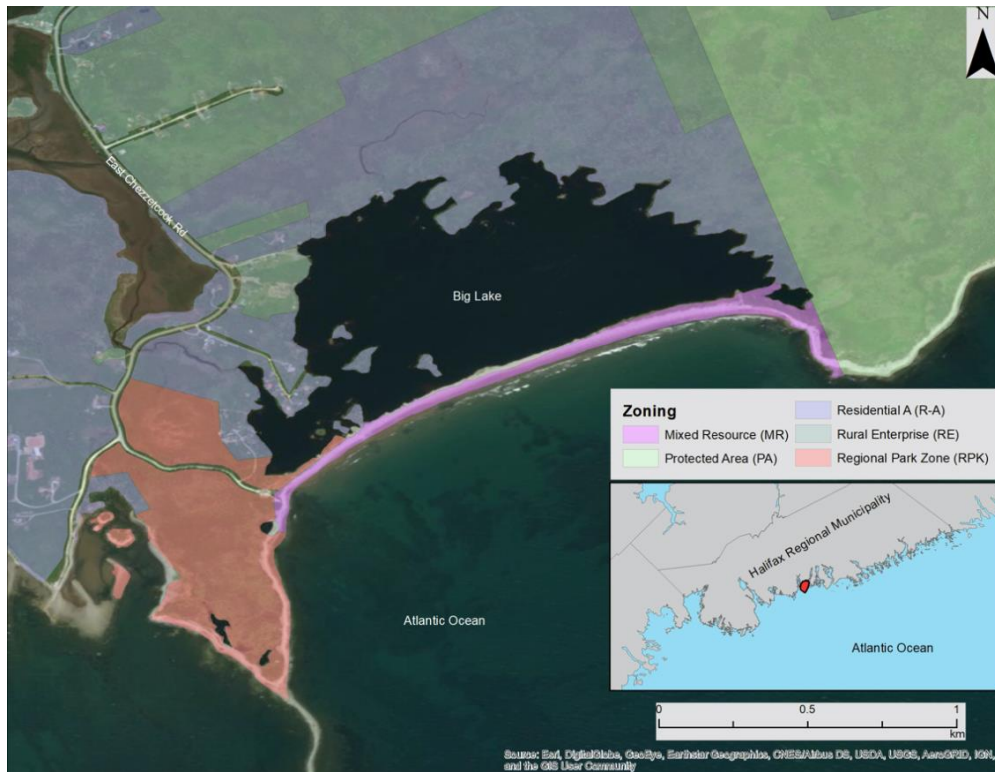 N
East Chezzetcook Rd
Big Lake
Atlantic Ocean
Zoning
Mixed Resource (MR)
Protected Area (PA)
Residential A (R-A)
Rural Enterprise (RE)
Regional Park Zone (RPK)
Halifax Regional Municipality
Atlantic Ocean
0 0.5 1
km
Source: Esri, DigitalGlobe, GeoEye, Earthstar Geographics, CNES/Airbus DS, USDA, USGS, AeroGRID, IGN,
and the GIS User Community